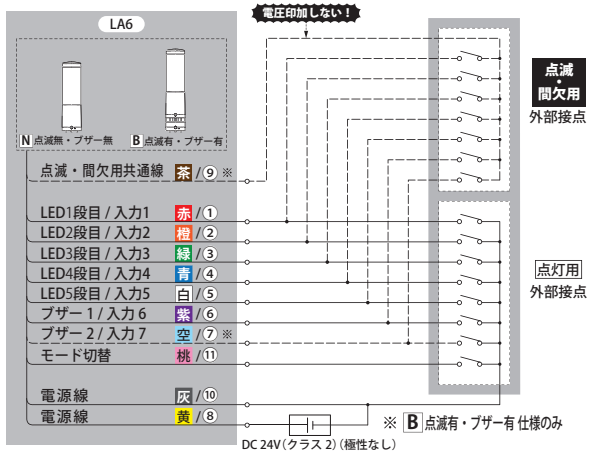 LA6
電圧印加しない！
N 点滅無・ブザー無
B 点滅有・ブザー有
点滅・間欠用
外部接点
点滅・間欠用共通線 茶 /⑨ ※
LED1段目 / 入力1 赤 /①
LED2段目 / 入力2 橙 /②
LED3段目 / 入力3 緑 /③
LED4段目 / 入力4 青 /④
LED5段目 / 入力5 白 /⑤
ブザー 1 / 入力 6 紫 /⑥
ブザー 2 / 入力 7 空 /⑦ ※
モード切替 桃 /⑪
点灯用
外部接点
電源線 灰 /⑩
電源線 黄 /⑧
※ B 点滅有・ブザー有 仕様のみ
DC 24V（クラス 2）（極性なし）